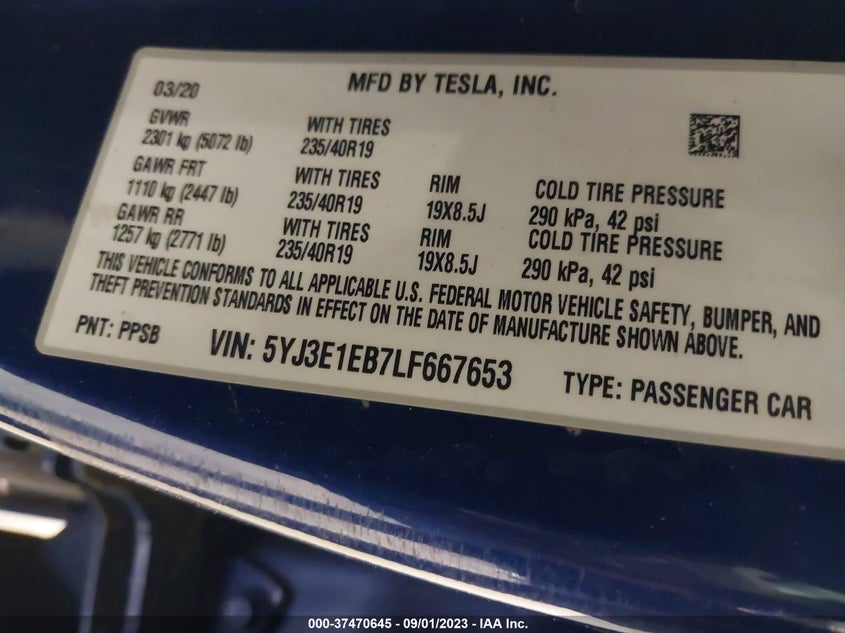 03/20
MFD BY TESLA, INC.
GVWR
2301 kg (5072 lb)
WITH TIRES
235/40R19
GAWR FRT
1110 kg (2447 lb)
WITH TIRES
235/40R19
RIM
19X8.5J
COLD TIRE PRESSURE
290 kPa, 42 psi
GAWR RR
1257 kg (2771 lb)
WITH TIRES
235/40R19
RIM
19X8.5J
COLD TIRE PRESSURE
290 kPa, 42 psi
THIS VEHICLE CONFORMS TO ALL APPLICABLE U.S. FEDERAL MOTOR VEHICLE SAFETY, BUMPER, AND
THEFT PREVENTION STANDARDS IN EFFECT ON THE DATE OF MANUFACTURE SHOWN ABOVE.
PNT: PPSB
VIN: 5YJ3E1EB7LF667653
TYPE: PASSENGER CAR
000-37470645 - 09/01/2023 - IAA Inc.